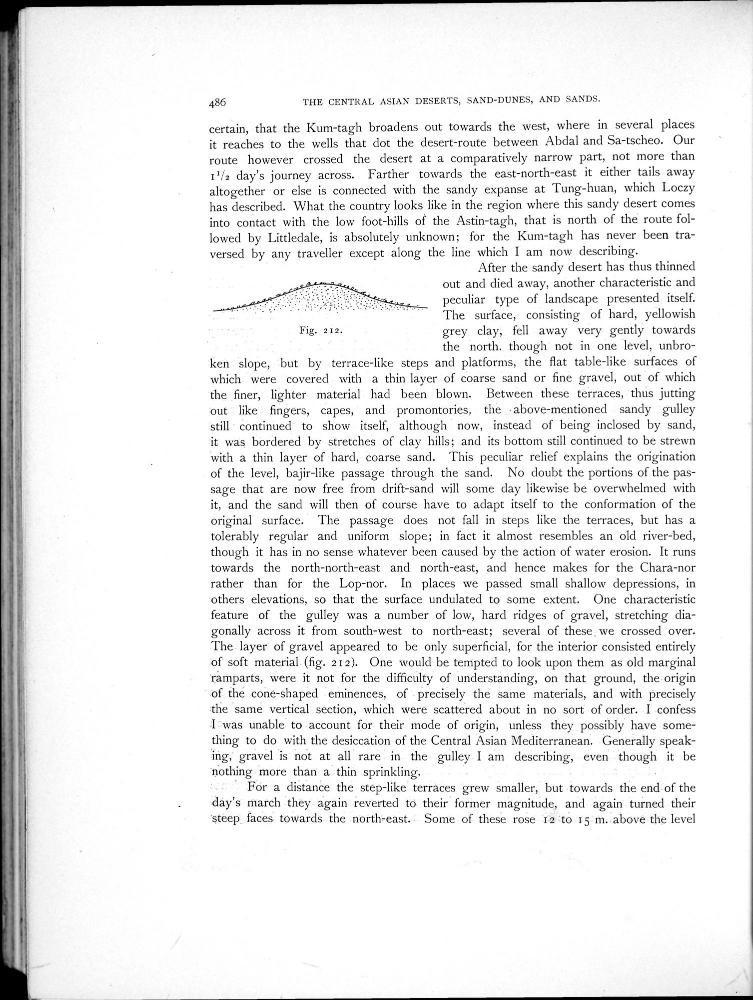 486 THE CENTRAL ASIAN DESERTS, SAND-DUNES, AND SANDS.
certain, that the Kum-tagh broadens out towards the west, where in several places
it reaches to the wells that dot the desert-route between Abdal and Sa-tscheo. Our
route however crossed the desert at a comparatively narrow part, not more than
1¹/₂ day's journey across. Farther towards the east-north-east it either tails away
altogether or else is connected with the sandy expanse at Tung-huan, which Loczy
has described. What the country looks like in the region where this sandy desert comes
into contact with the low foot-hills of the Astin-tagh, that is north of the route fol-
lowed by Littledale, is absolutely unknown; for the Kum-tagh has never been tra-
versed by any traveller except along the line which I am now describing.
After the sandy desert has thus thinned
out and died away, another characteristic and
peculiar type of landscape presented itself.
The surface, consisting of hard, yellowish
grey clay, fell away very gently towards
the north. though not in one level, unbro-
Fig. 212.
ken slope, but by terrace-like steps and platforms, the flat table-like surfaces of
which were covered with a thin layer of coarse sand or fine gravel, out of which
the finer, lighter material had been blown. Between these terraces, thus jutting
out like fingers, capes, and promontories, the above-mentioned sandy gulley
still continued to show itself, although now, instead of being inclosed by sand,
it was bordered by stretches of clay hills; and its bottom still continued to be strewn
with a thin layer of hard, coarse sand. This peculiar relief explains the origination
of the level, bajir-like passage through the sand. No doubt the portions of the pas-
sage that are now free from drift-sand will some day likewise be overwhelmed with
it, and the sand will then of course have to adapt itself to the conformation of the
original surface. The passage does not fall in steps like the terraces, but has a
tolerably regular and uniform slope; in fact it almost resembles an old river-bed,
though it has in no sense whatever been caused by the action of water erosion. It runs
towards the north-north-east and north-east, and hence makes for the Chara-nor
rather than for the Lop-nor. In places we passed small shallow depressions, in
others elevations, so that the surface undulated to some extent. One characteristic
feature of the gulley was a number of low, hard ridges of gravel, stretching dia-
gonally across it from south-west to north-east; several of these we crossed over.
The layer of gravel appeared to be only superficial, for the interior consisted entirely
of soft material (fig. 212). One would be tempted to look upon them as old marginal
ramparts, were it not for the difficulty of understanding, on that ground, the origin
of the cone-shaped eminences, of precisely the same materials, and with precisely
the same vertical section, which were scattered about in no sort of order. I confess
I was unable to account for their mode of origin, unless they possibly have some-
thing to do with the desiccation of the Central Asian Mediterranean. Generally speak-
ing, gravel is not at all rare in the gulley I am describing, even though it be
nothing more than a thin sprinkling.
For a distance the step-like terraces grew smaller, but towards the end of the
day's march they again reverted to their former magnitude, and again turned their
steep faces towards the north-east. Some of these rose 12 to 15 m. above the level